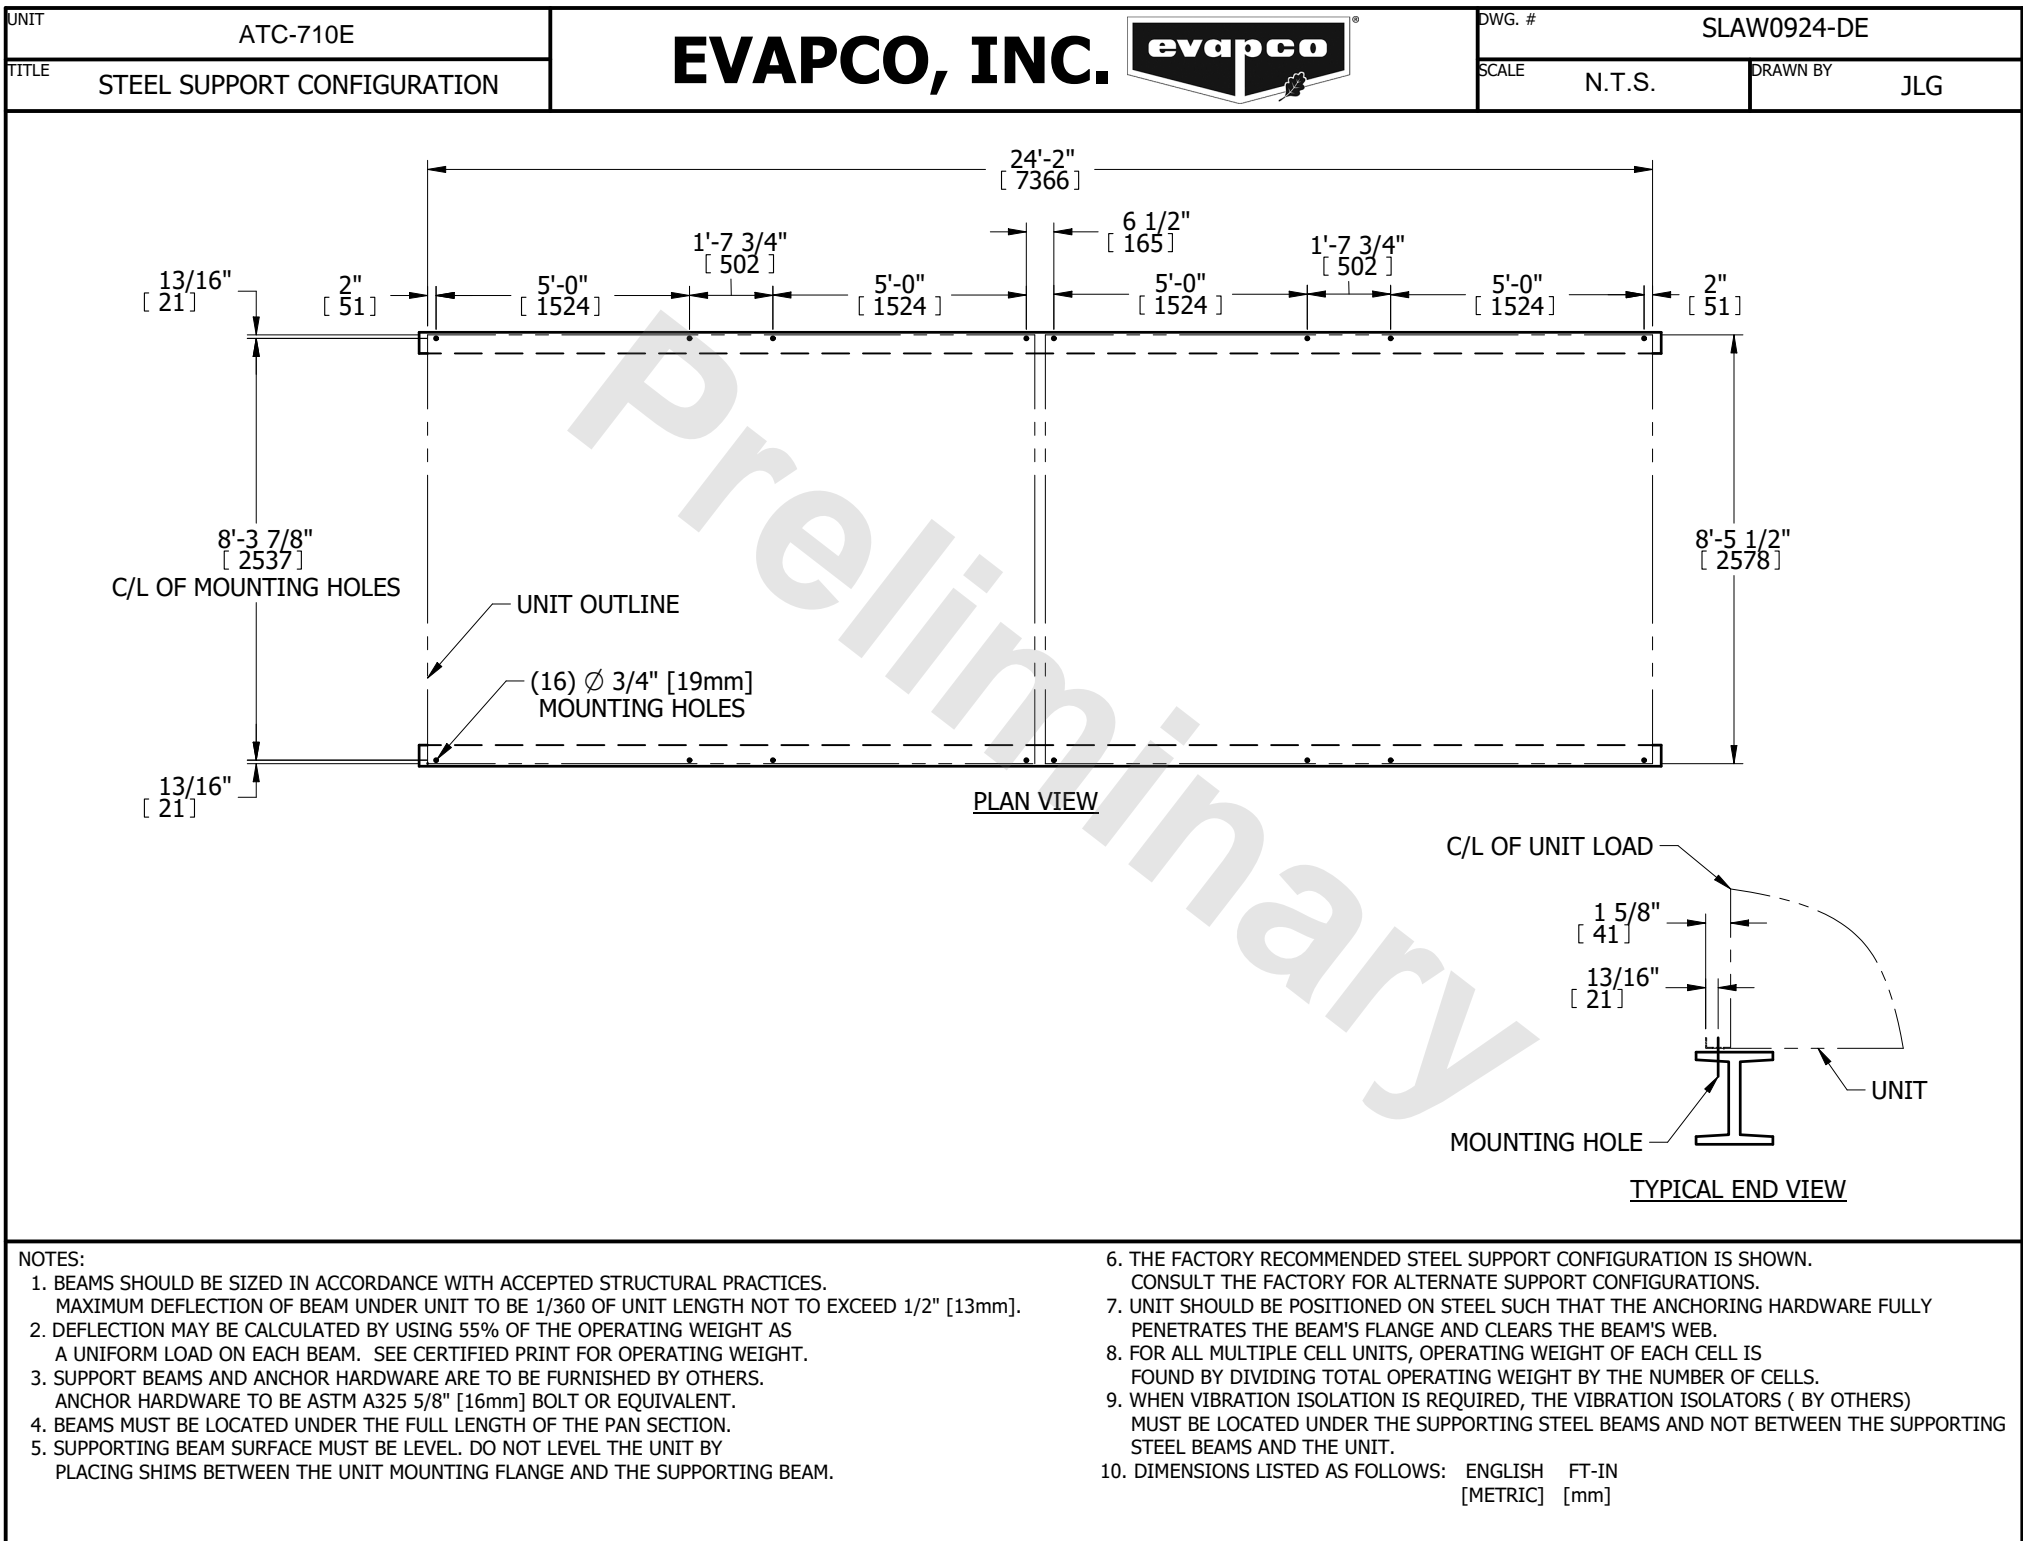 UNIT
ATC-710E
TITLE
STEEL SUPPORT CONFIGURATION
EVAPCO, INC.
evapco
®
DWG. #
SLAW0924-DE
SCALE
N.T.S.
DRAWN BY
JLG
24'-2"
[ 7366 ]
6 1/2"
[ 165 ]
1'-7 3/4"
[ 502 ]
1'-7 3/4"
[ 502 ]
13/16"
[ 21 ]
2"
[ 51 ]
5'-0"
[ 1524 ]
5'-0"
[ 1524 ]
5'-0"
[ 1524 ]
5'-0"
[ 1524 ]
2"
[ 51 ]
8'-3 7/8"
[ 2537 ]
C/L OF MOUNTING HOLES
8'-5 1/2"
[ 2578 ]
UNIT OUTLINE
(16) Ø 3/4" [19mm]
MOUNTING HOLES
13/16"
[ 21 ]
PLAN VIEW
Preliminary
C/L OF UNIT LOAD
1 5/8"
[ 41 ]
13/16"
[ 21 ]
UNIT
MOUNTING HOLE
TYPICAL END VIEW
NOTES:
1. BEAMS SHOULD BE SIZED IN ACCORDANCE WITH ACCEPTED STRUCTURAL PRACTICES.
MAXIMUM DEFLECTION OF BEAM UNDER UNIT TO BE 1/360 OF UNIT LENGTH NOT TO EXCEED 1/2" [13mm].
2. DEFLECTION MAY BE CALCULATED BY USING 55% OF THE OPERATING WEIGHT AS
A UNIFORM LOAD ON EACH BEAM. SEE CERTIFIED PRINT FOR OPERATING WEIGHT.
3. SUPPORT BEAMS AND ANCHOR HARDWARE ARE TO BE FURNISHED BY OTHERS.
ANCHOR HARDWARE TO BE ASTM A325 5/8" [16mm] BOLT OR EQUIVALENT.
4. BEAMS MUST BE LOCATED UNDER THE FULL LENGTH OF THE PAN SECTION.
5. SUPPORTING BEAM SURFACE MUST BE LEVEL. DO NOT LEVEL THE UNIT BY
PLACING SHIMS BETWEEN THE UNIT MOUNTING FLANGE AND THE SUPPORTING BEAM.
6. THE FACTORY RECOMMENDED STEEL SUPPORT CONFIGURATION IS SHOWN.
CONSULT THE FACTORY FOR ALTERNATE SUPPORT CONFIGURATIONS.
7. UNIT SHOULD BE POSITIONED ON STEEL SUCH THAT THE ANCHORING HARDWARE FULLY
PENETRATES THE BEAM'S FLANGE AND CLEARS THE BEAM'S WEB.
8. FOR ALL MULTIPLE CELL UNITS, OPERATING WEIGHT OF EACH CELL IS
FOUND BY DIVIDING TOTAL OPERATING WEIGHT BY THE NUMBER OF CELLS.
9. WHEN VIBRATION ISOLATION IS REQUIRED, THE VIBRATION ISOLATORS ( BY OTHERS)
MUST BE LOCATED UNDER THE SUPPORTING STEEL BEAMS AND NOT BETWEEN THE SUPPORTING
STEEL BEAMS AND THE UNIT.
10. DIMENSIONS LISTED AS FOLLOWS: ENGLISH FT-IN
[METRIC] [mm]